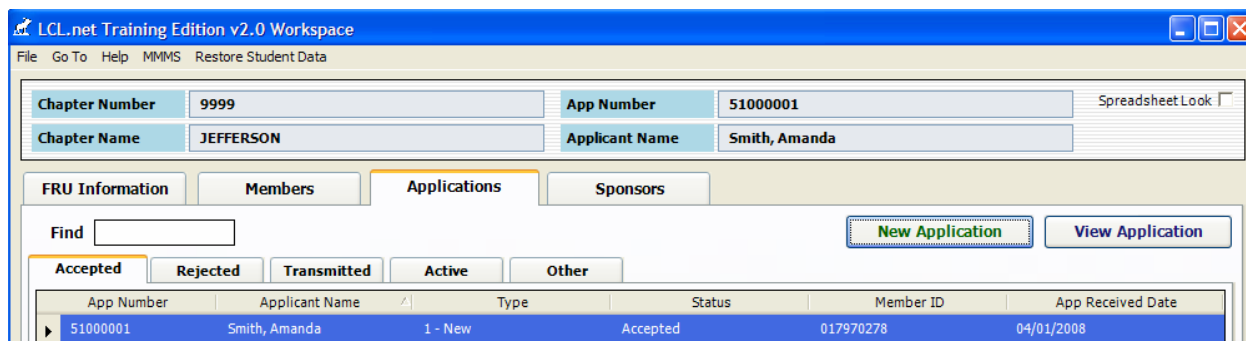 LCL.net Training Edition v2.0 Workspace
File Go To Help MMMS Restore Student Data
Chapter Number 9999 App Number 51000001 Spreadsheet Look
Chapter Name JEFFERSON Applicant Name Smith, Amanda
FRU Information Members Applications Sponsors
Find New Application View Application
Accepted Rejected Transmitted Active Other
App Number Applicant Name Type Status Member ID App Received Date
51000001 Smith, Amanda 1 - New Accepted 017970278 04/01/2008